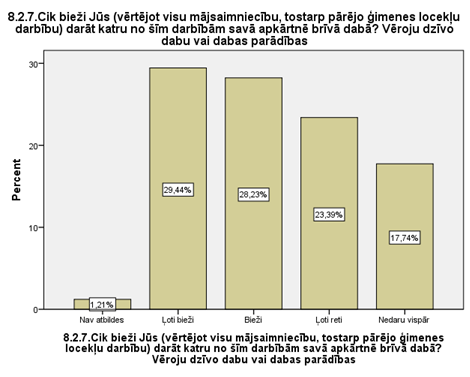 8.2.7.Cik bieži Jūs (vērtējot visu mājsaimniecību, tostarp pārējo ģimenes locekļu
darbību) darāt katru no šīm darbībām savā apkārtnē brīvā dabā? Vēroju dzīvo
dabu vai dabas parādības
Percent
30
20
10
0
1,21%
29,44%
28,23%
23,39%
17,74%
Nav atbildes
Ļoti bieži
Bieži
Ļoti reti
Nedaru vispār
8.2.7.Cik bieži Jūs (vērtējot visu mājsaimniecību, tostarp pārējo ģimenes
locekļu darbību) darāt katru no šīm darbībām savā apkārtnē brīvā dabā?
Vēroju dzīvo dabu vai dabas parādības